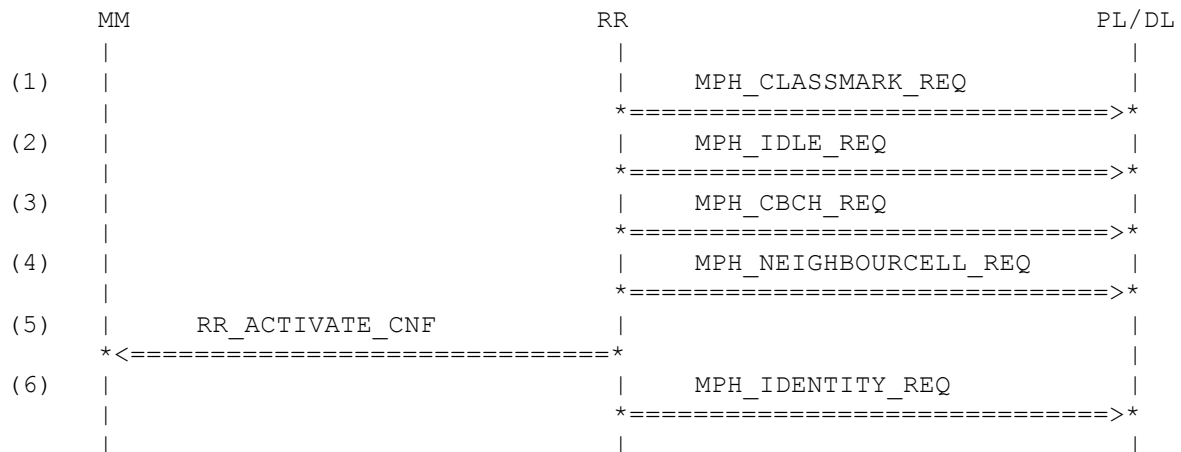 MM RR PL/DL
| | |
(1) | | MPH_CLASSMARK_REQ |
| *==============================>*
(2) | | MPH_IDLE_REQ |
| *==============================>*
(3) | | MPH_CBCH_REQ |
| *==============================>*
(4) | | MPH_NEIGHBOURCELL_REQ |
| *==============================>*
(5) | RR_ACTIVATE_CNF | |
*<==============================* |
(6) | | MPH_IDENTITY_REQ |
| *==============================>*
| | |